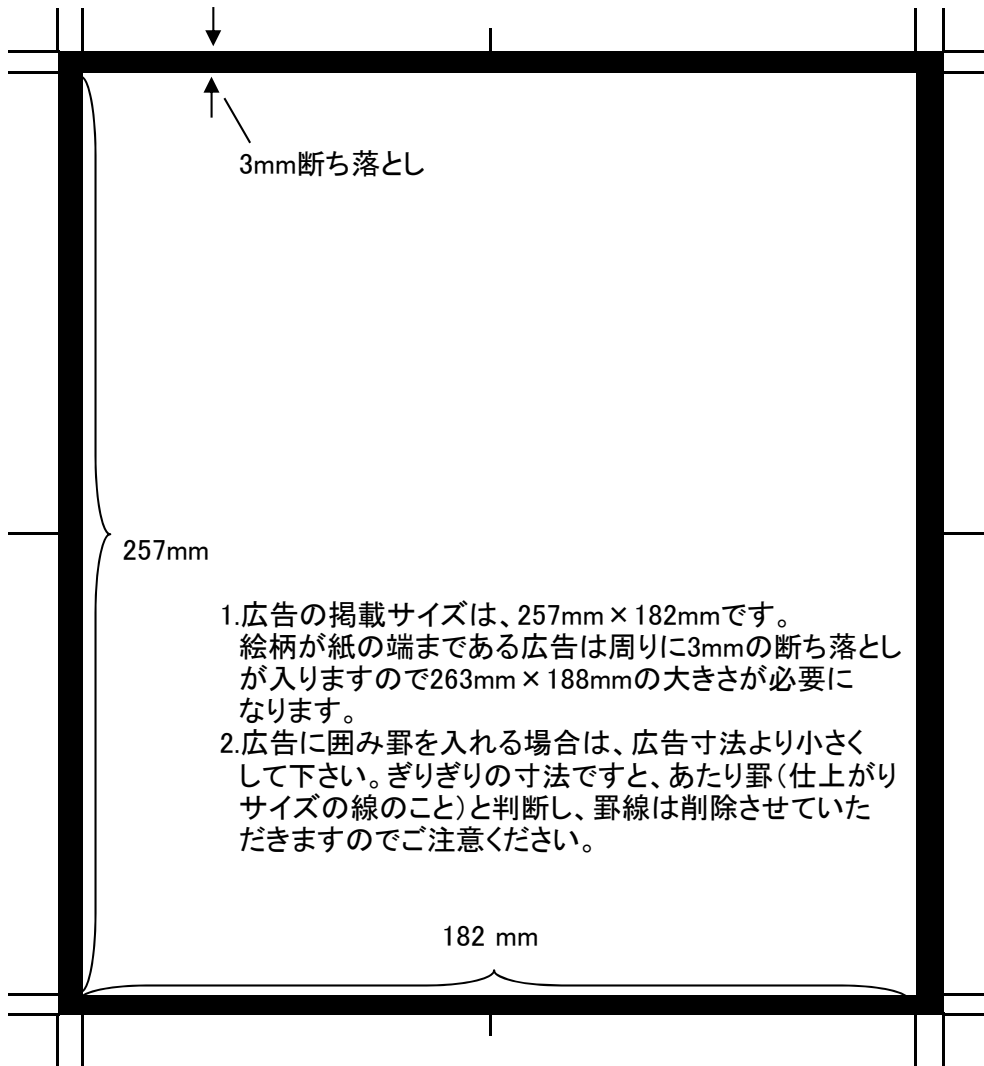 3mm断ち落とし
257mm
1.広告の掲載サイズは、257mm×182mmです。
絵柄が紙の端まである広告は周りに3mmの断ち落とし
が入りますので263mm×188mmの大きさが必要に
なります。
2.広告に囲み罫を入れる場合は、広告寸法より小さく
して下さい。ぎりぎりの寸法ですと、あたり罫(仕上がり
サイズの線のこと)と判断し、罫線は削除させていた
だきますのでご注意ください。
182 mm